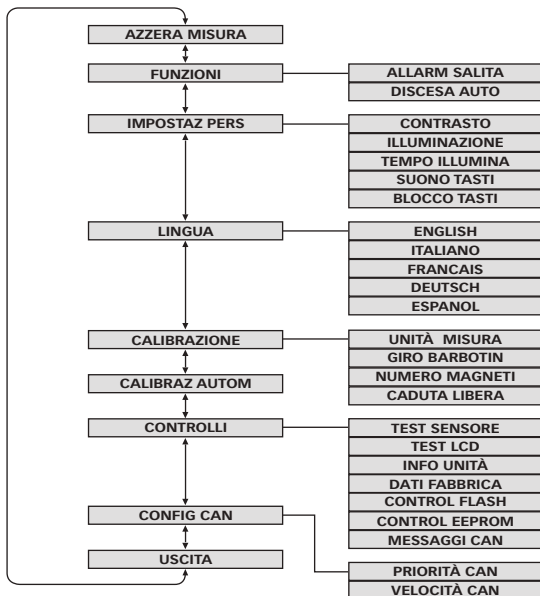 AZZERA MISURA
FUNZIONI
ALLARM SALITA
DISCESA AUTO
IMPOSTAZ PERS
CONTRASTO
ILLUMINAZIONE
TEMPO ILLUMINA
SUONO TASTI
BLOCCO TASTI
LINGUA
ENGLISH
ITALIANO
FRANCAIS
DEUTSCH
ESPANOL
CALIBRAZIONE
UNITÀ MISURA
GIRO BARBOTIN
NUMERO MAGNETI
CADUTA LIBERA
CALIBRAZ AUTOM
CONTROLLI
TEST SENSORE
TEST LCD
INFO UNITÀ
DATI FABBRICA
CONTROL FLASH
CONTROL EEPROM
MESSAGGI CAN
CONFIG CAN
PRIORITÀ CAN
VELOCITÀ CAN
USCITA